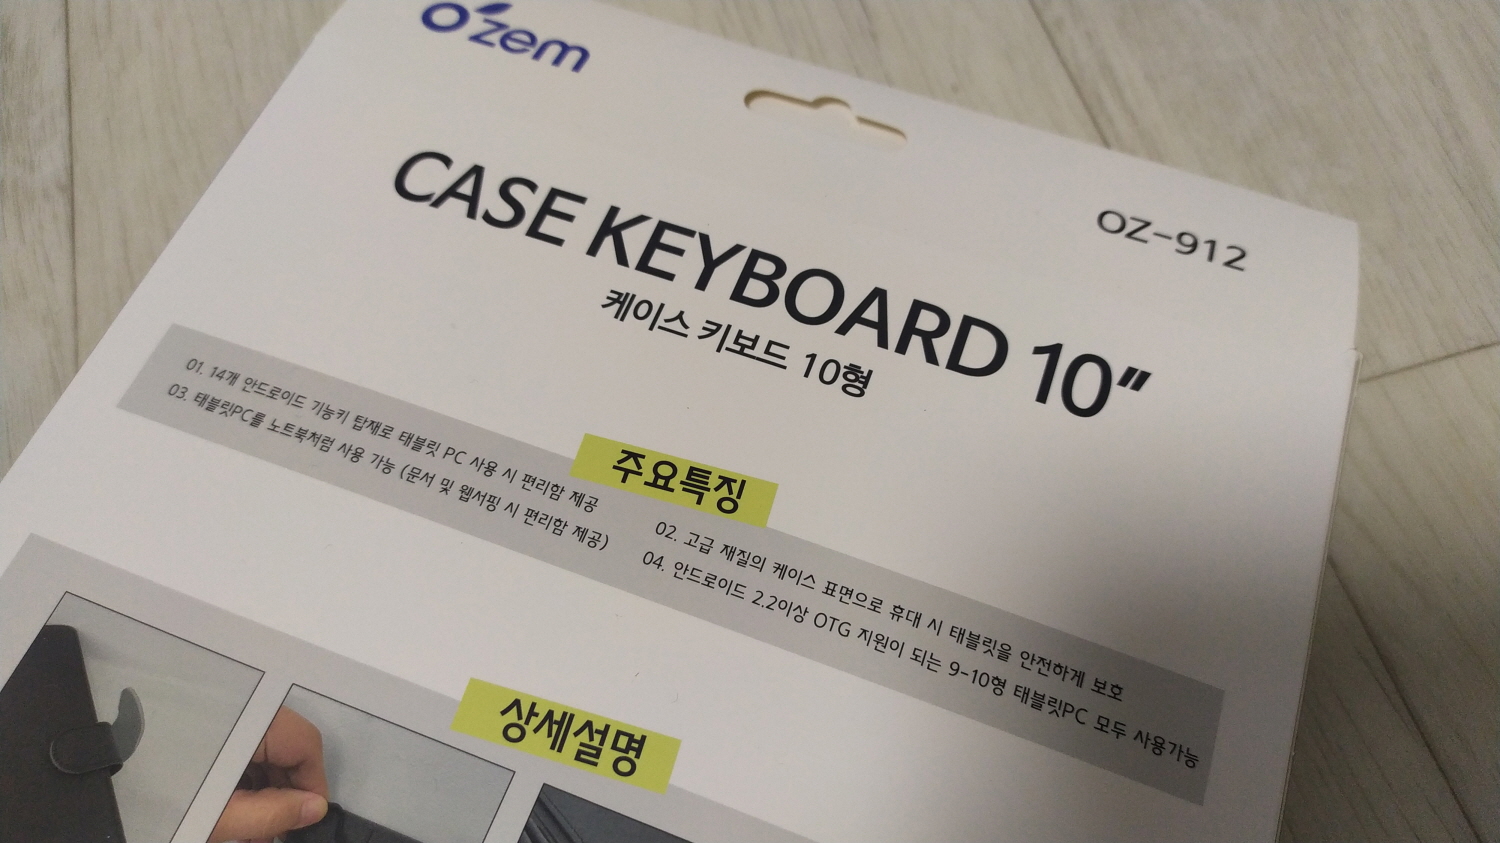 o'zem
OZ-912
CASE KEYBOARD 10"
케이스 키보드 10형
주요특징
01. 14개 안드로이드 기능키 탑재로 태블릿 PC 사용 시 편리함 제공
02. 고급 재질의 케이스 표면으로 휴대 시 태블릿을 안전하게 보호
03. 태블릿PC를 노트북처럼 사용 가능 (문서 및 웹서핑 시 편리함 제공)
04. 안드로이드 2.2이상 OTG 지원이 되는 9-10형 태블릿PC 모두 사용가능
상세설명